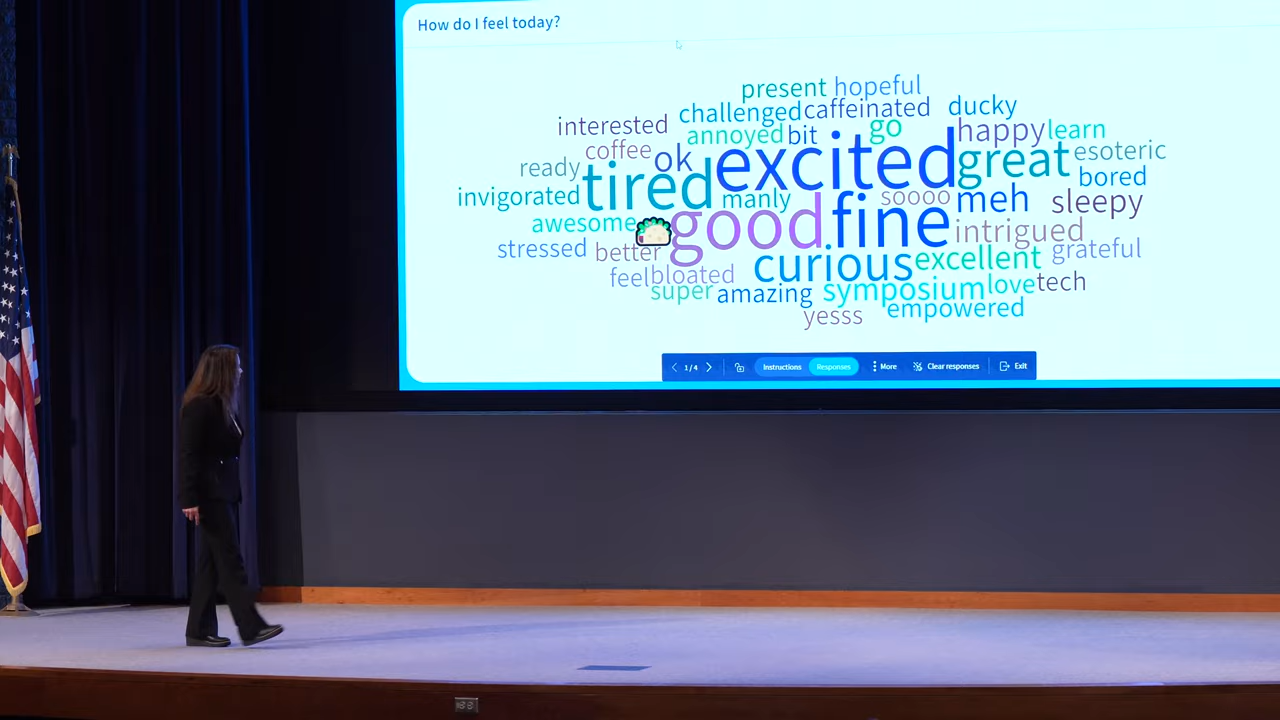 How do I feel today?
present hopeful
challenged caffeinated ducky
interested annoyed bit go happy learn
coffee ok excited great esoteric
ready tired bored
invigorated manly soooo meh sleepy
awesome good fine intrigued
stressed better curious excellent grateful
feel bloated love tech
super amazing symposium
yesss empowered
1/4 Instructions Responses More Clear responses Exit